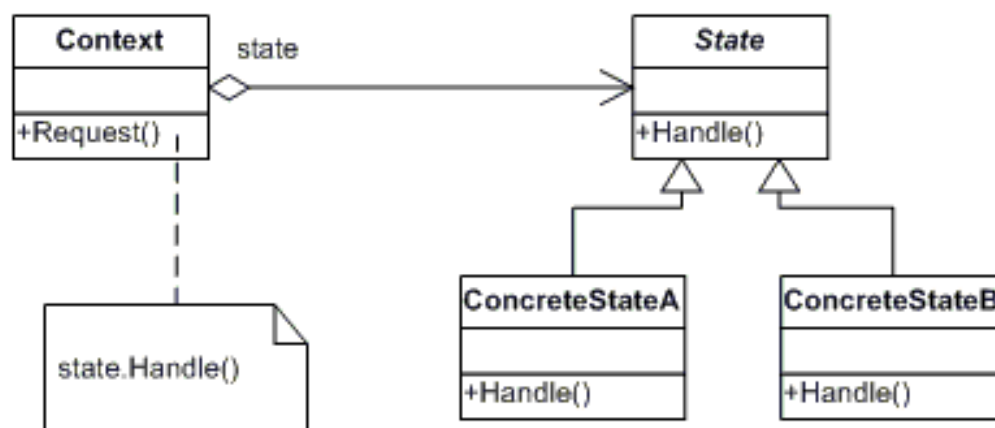 Context
state
State
+Request()
+Handle()
state.Handle()
ConcreteStateA
ConcreteStateB
+Handle()
+Handle()